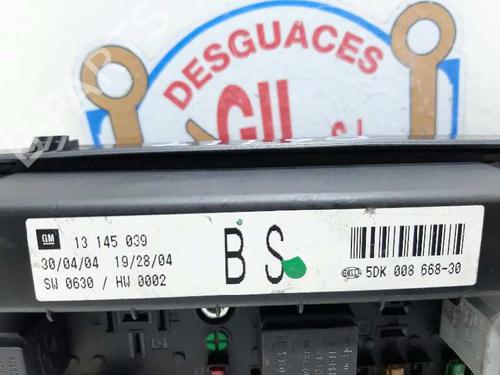 DESGUACES
GIL S.L
B-PARTS
GM 13 145 039
30/04/04 19/28/04
SW 0630 / HW 0002
B S
HELLA 5DK 008 668-30